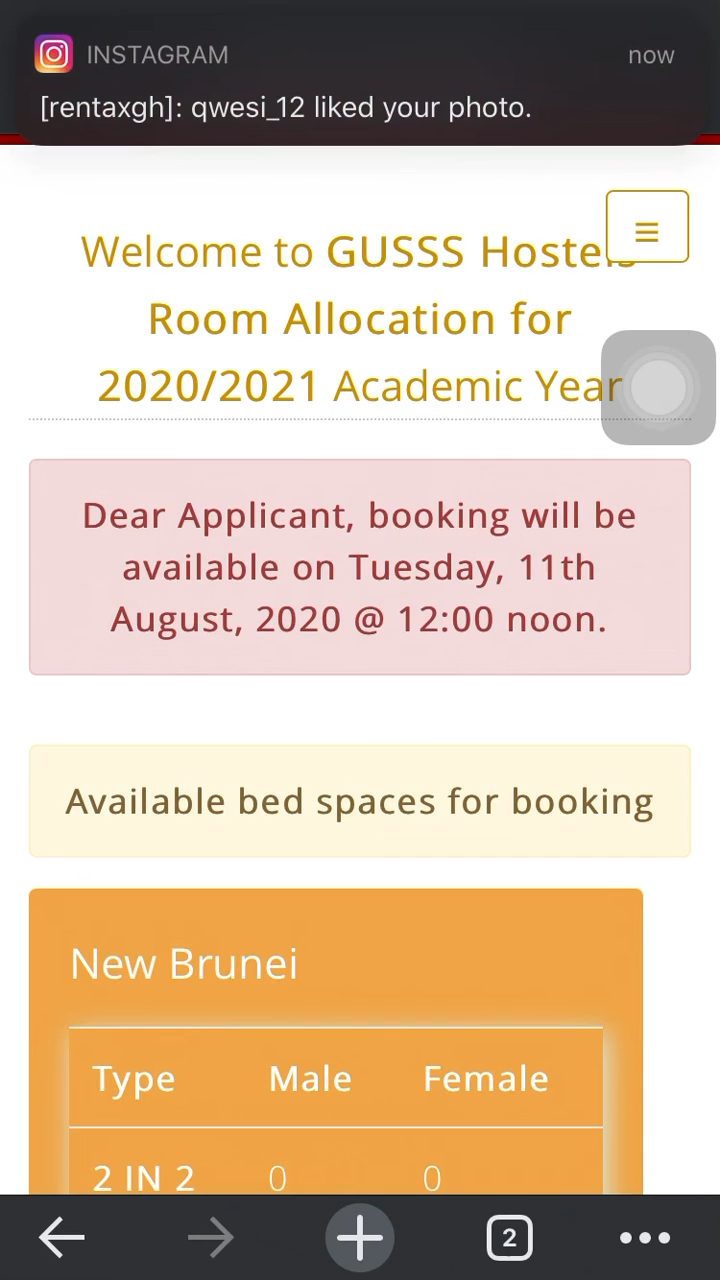 INSTAGRAM now
[rentaxgh]: qwesi_12 liked your photo.
Welcome to GUSSS Hostels
Room Allocation for
2020/2021 Academic Year
Dear Applicant, booking will be
available on Tuesday, 11th
August, 2020 @ 12:00 noon.
Available bed spaces for booking
New Brunei
Type Male Female
2 IN 2 0 0
2